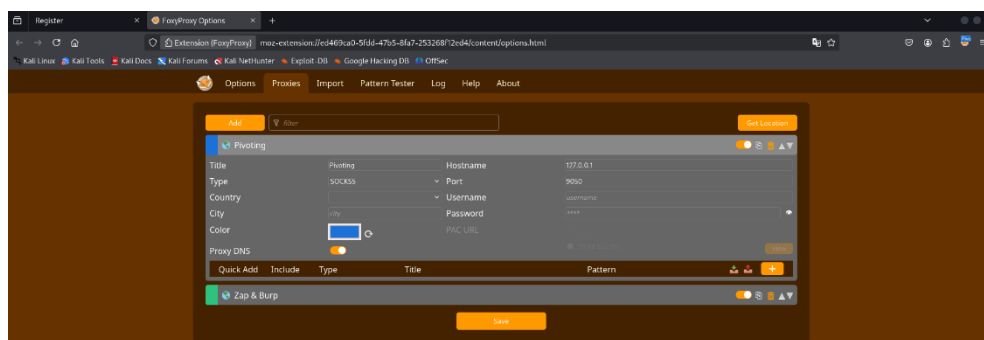 Register × FoxyProxy Options × +
Extension (FoxyProxy) moz-extension://ed469ca0-5fdd-47b5-8fa7-253268f12ed4/content/options.html
Kali Linux Kali Tools Kali Docs Kali Forums Kali NetHunter Exploit-DB Google Hacking DB OffSec
Options Proxies Import Pattern Tester Log Help About
Add filter Get Location
Pivoting
Title Pivoting Hostname 127.0.0.1
Type SOCKS5 Port 9050
Country Username username
City city Password ****
Color PAC URL
Proxy DNS View
Quick Add Include Type Title Pattern +
Zap & Burp
Save